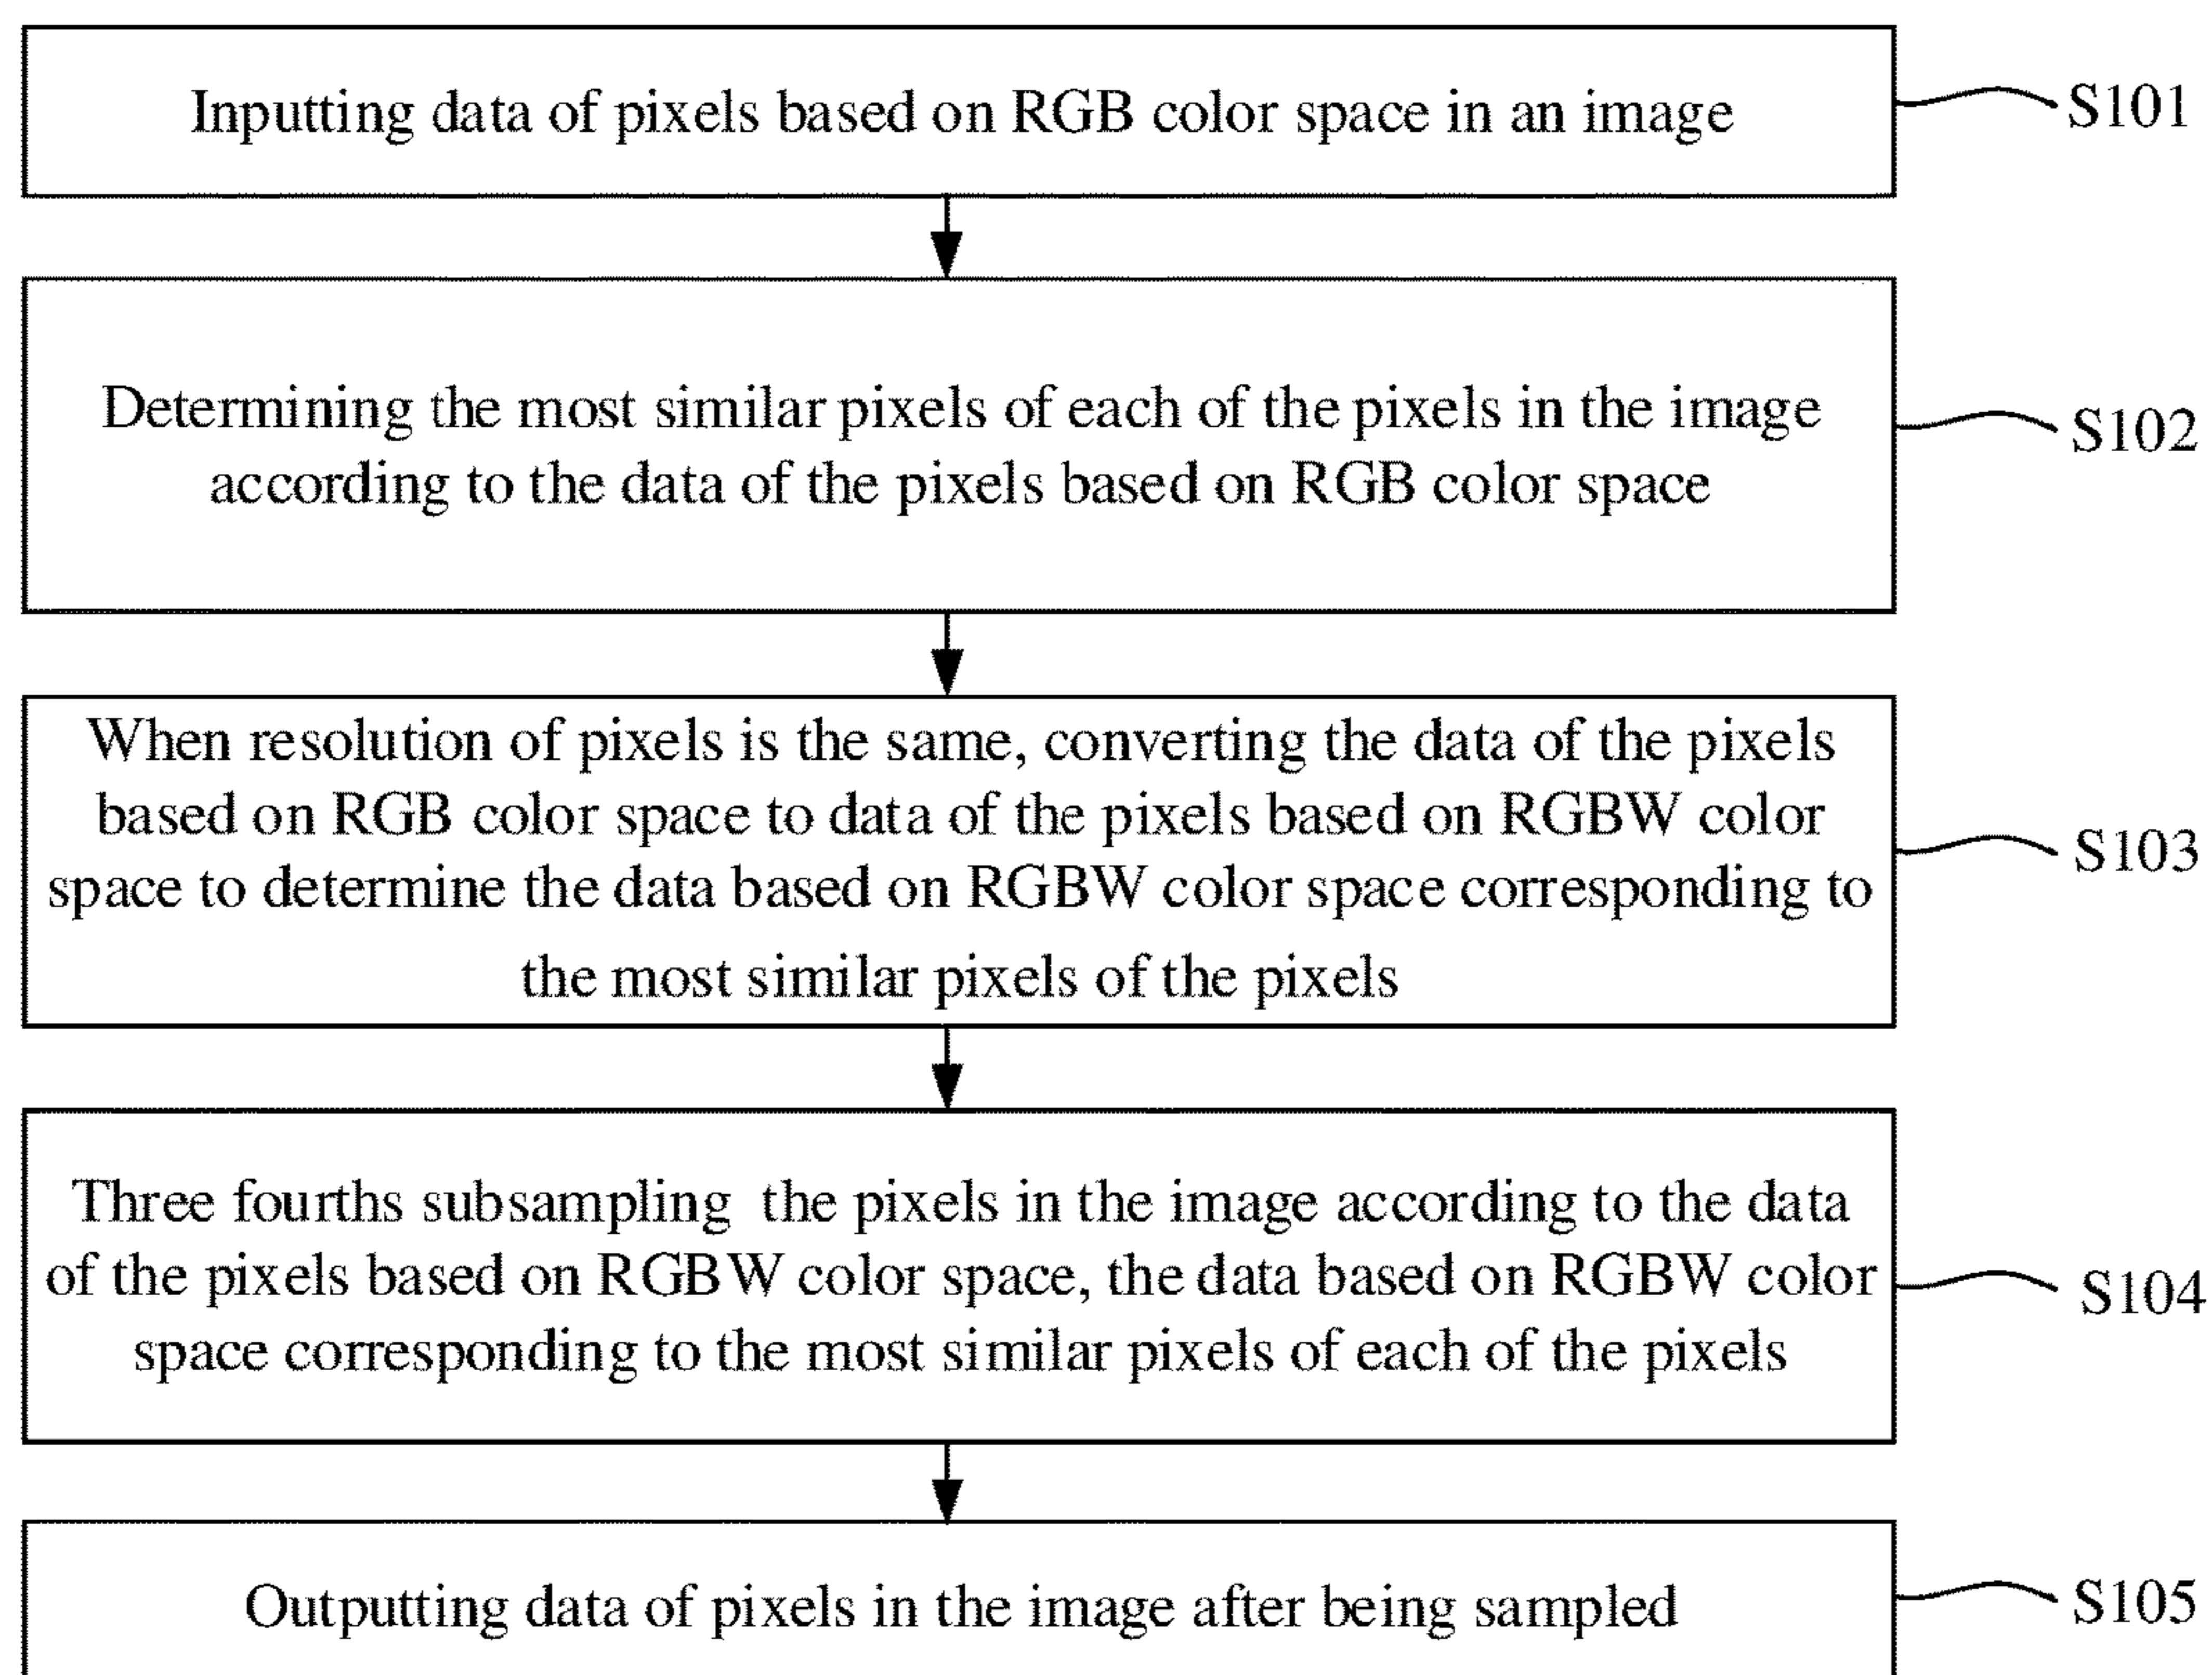 Inputting data of pixels based on RGB color space in an image
S101
Determining the most similar pixels of each of the pixels in the image
according to the data of the pixels based on RGB color space
S102
When resolution of pixels is the same, converting the data of the pixels
based on RGB color space to data of the pixels based on RGBW color
space to determine the data based on RGBW color space corresponding to
the most similar pixels of the pixels
S103
Three fourths subsampling the pixels in the image according to the data
of the pixels based on RGBW color space, the data based on RGBW color
space corresponding to the most similar pixels of each of the pixels
S104
Outputting data of pixels in the image after being sampled
S105